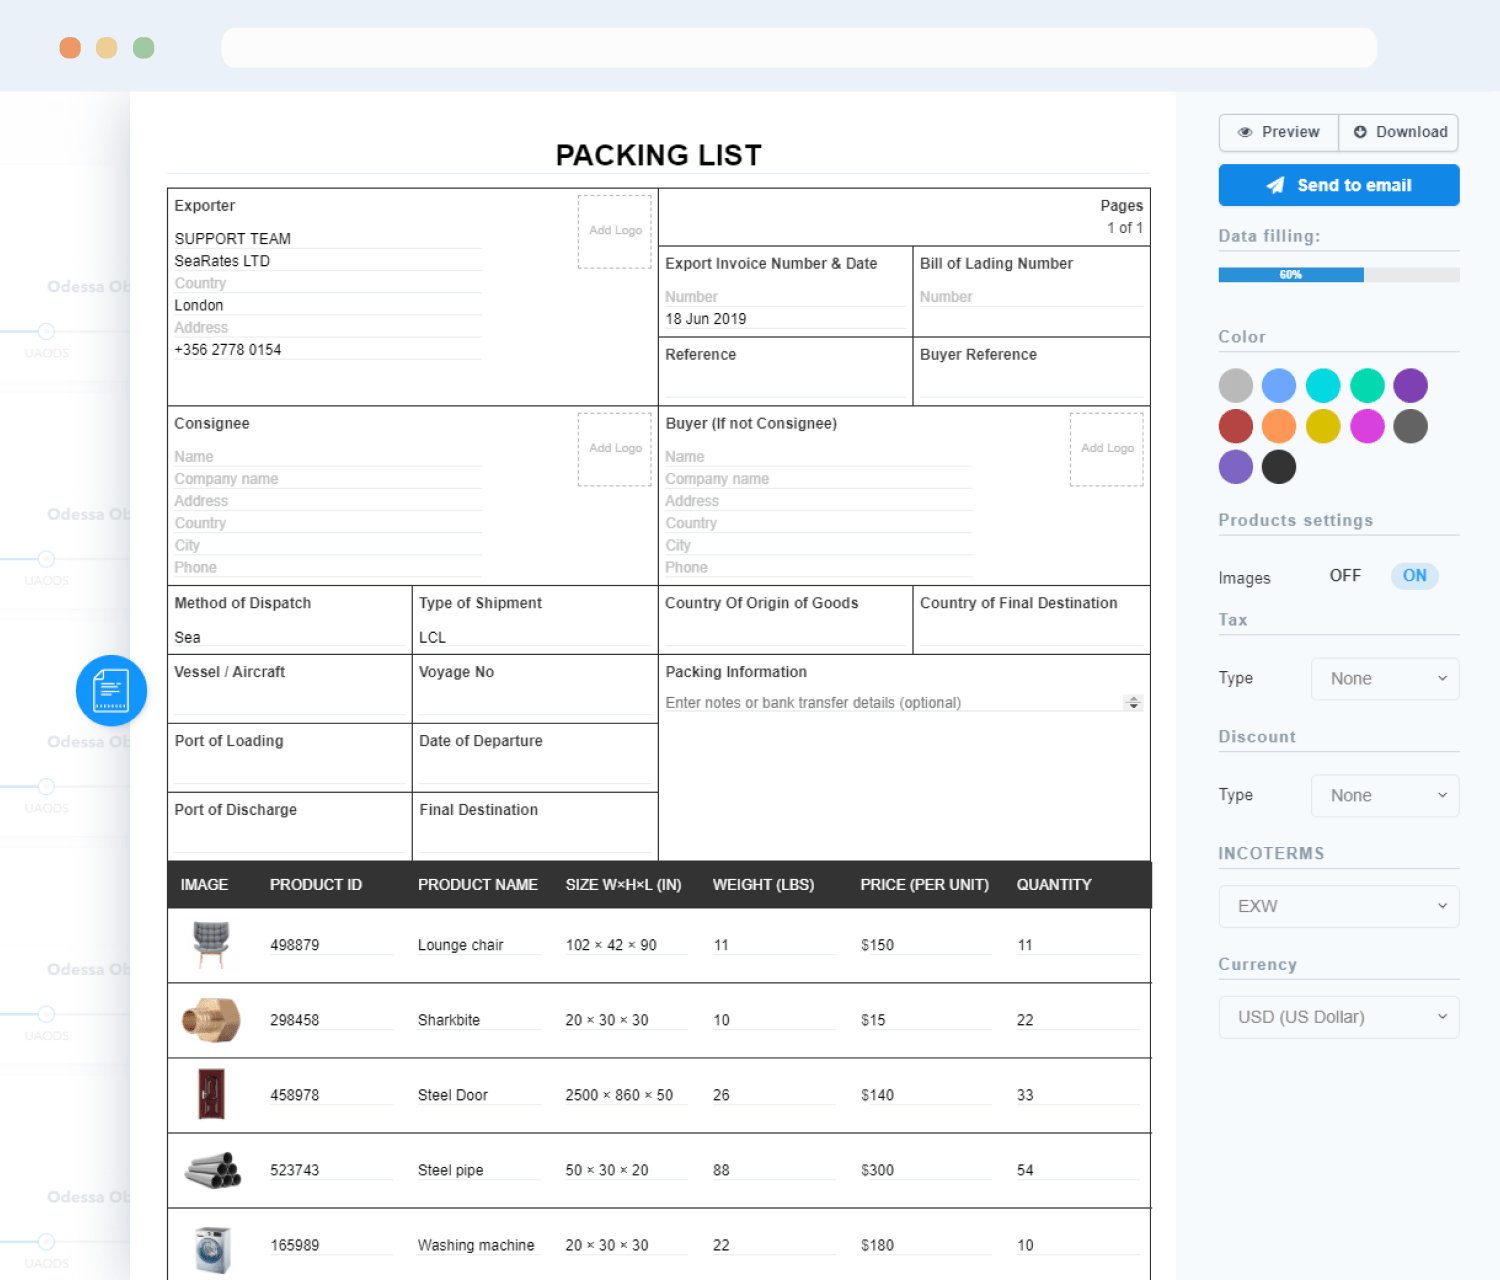 PACKING LIST
Exporter
SUPPORT TEAM
SeaRates LTD
Country
London
Address
+356 2778 0154
Add Logo
Pages
1 of 1
Export Invoice Number & Date
Number
18 Jun 2019
Bill of Lading Number
Number
Reference
Buyer Reference
Consignee
Name
Company name
Address
Country
City
Phone
Add Logo
Buyer (If not Consignee)
Name
Company name
Address
Country
City
Phone
Add Logo
Method of Dispatch
Sea
Type of Shipment
LCL
Country Of Origin of Goods
Country of Final Destination
Vessel / Aircraft
Voyage No
Packing Information
Enter notes or bank transfer details (optional)
Port of Loading
Date of Departure
Port of Discharge
Final Destination
IMAGE PRODUCT ID PRODUCT NAME SIZE W×H×L (IN) WEIGHT (LBS) PRICE (PER UNIT) QUANTITY
498879 Lounge chair 102 × 42 × 90 11 $150 11
298458 Sharkbite 20 × 30 × 30 10 $15 22
458978 Steel Door 2500 × 860 × 50 26 $140 33
523743 Steel pipe 50 × 30 × 20 88 $300 54
165989 Washing machine 20 × 30 × 30 22 $180 10
Preview Download
Send to email
Data filling:
60%
Color
Products settings
Images OFF ON
Tax
Type None
Discount
Type None
INCOTERMS
EXW
Currency
USD (US Dollar)
Odessa Ob
UAODS
Odessa Ob
UAODS
Odessa Ob
UAODS
Odessa Ob
UAODS
Odessa Ob
UAODS